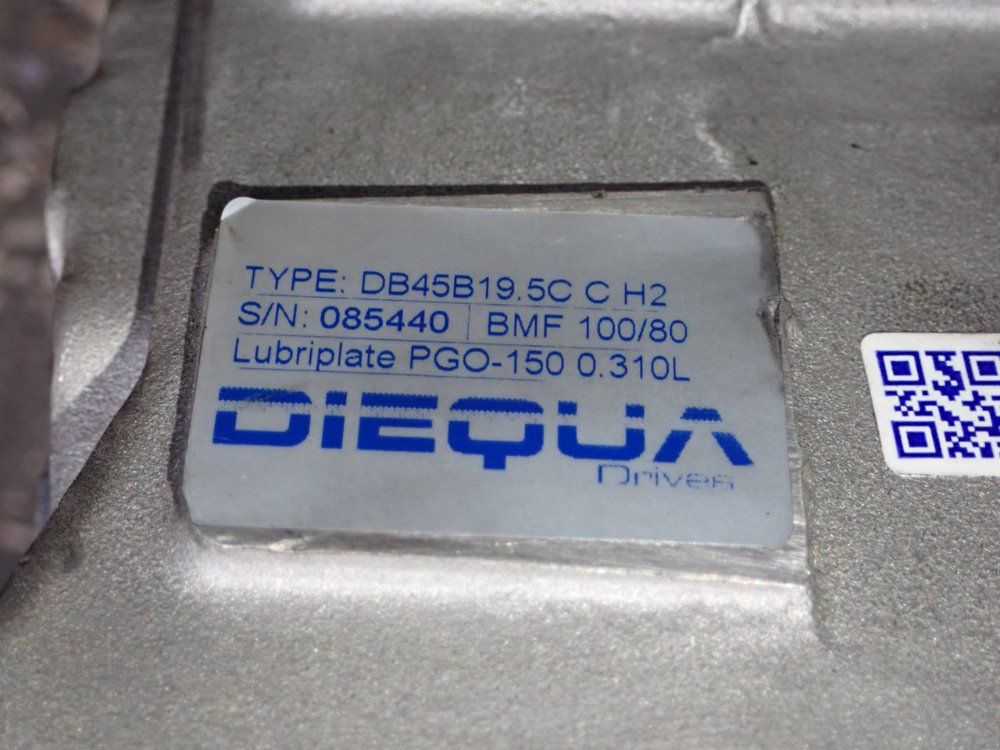 TYPE: DB45B19.5C C H2
S/N: 085440 BMF 100/80
Lubriplate PGO-150 0.310L
DIEQUA
Drives